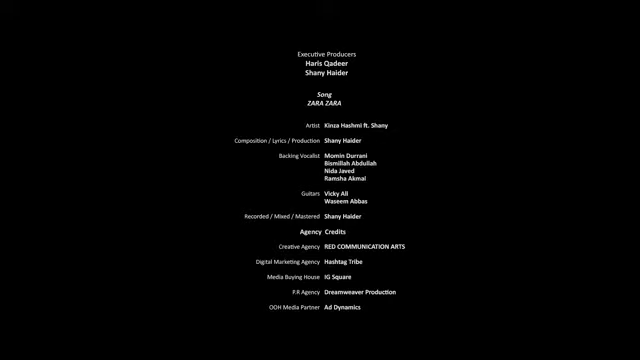 Executive Producers
Haris Qadeer
Shany Haider
Song
ZARA ZARA
Artist Kinza Hashmi ft. Shany
Composition / Lyrics / Production Shany Haider
Backing Vocalist Momin Durrani
Bismillah Abdullah
Nida Javed
Ramsha Akmal
Guitars Vicky Ali
Waseem Abbas
Recorded / Mixed / Mastered Shany Haider
Agency Credits
Creative Agency RED COMMUNICATION ARTS
Digital Marketing Agency Hashtag Tribe
Media Buying House IG Square
P.R Agency Dreamweaver Production
OOH Media Partner Ad Dynamics